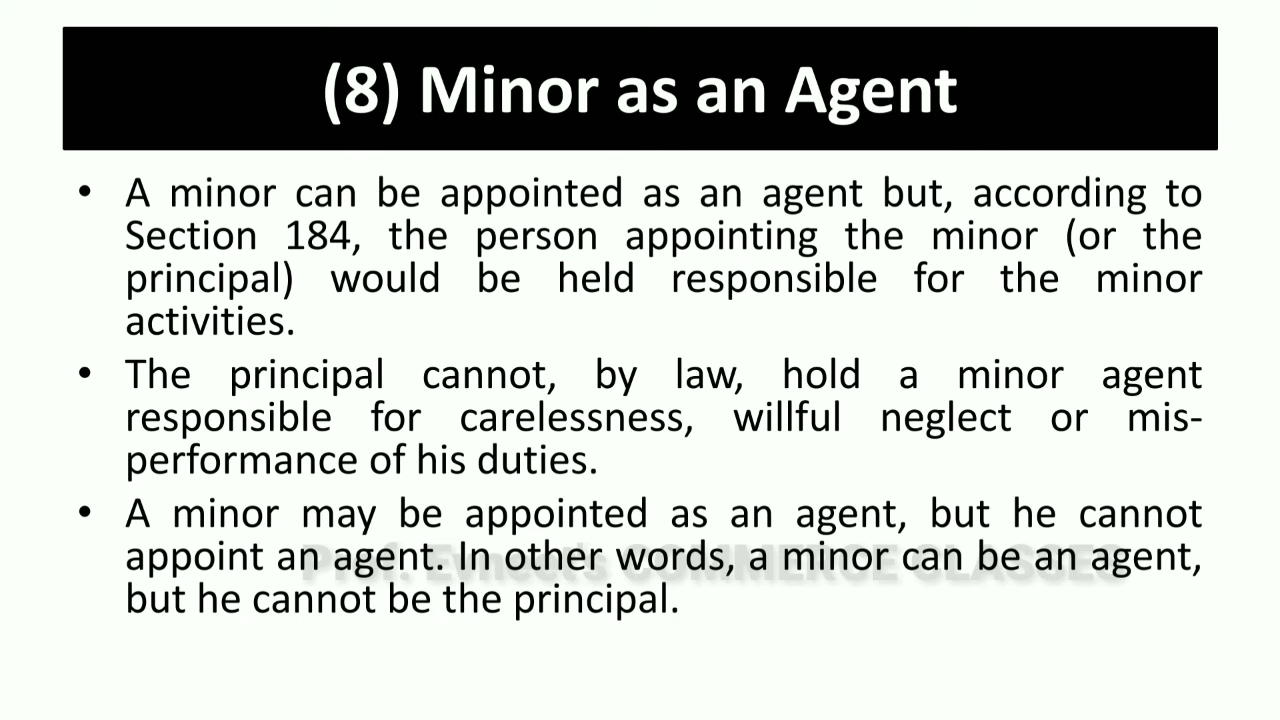 (8) Minor as an Agent
• A minor can be appointed as an agent but, according to
Section 184, the person appointing the minor (or the
principal) would be held responsible for the minor
activities.
• The principal cannot, by law, hold a minor agent
responsible for carelessness, willful neglect or mis-
performance of his duties.
• A minor may be appointed as an agent, but he cannot
appoint an agent. In other words, a minor can be an agent,
but he cannot be the principal.
COMMERCE CLASSES